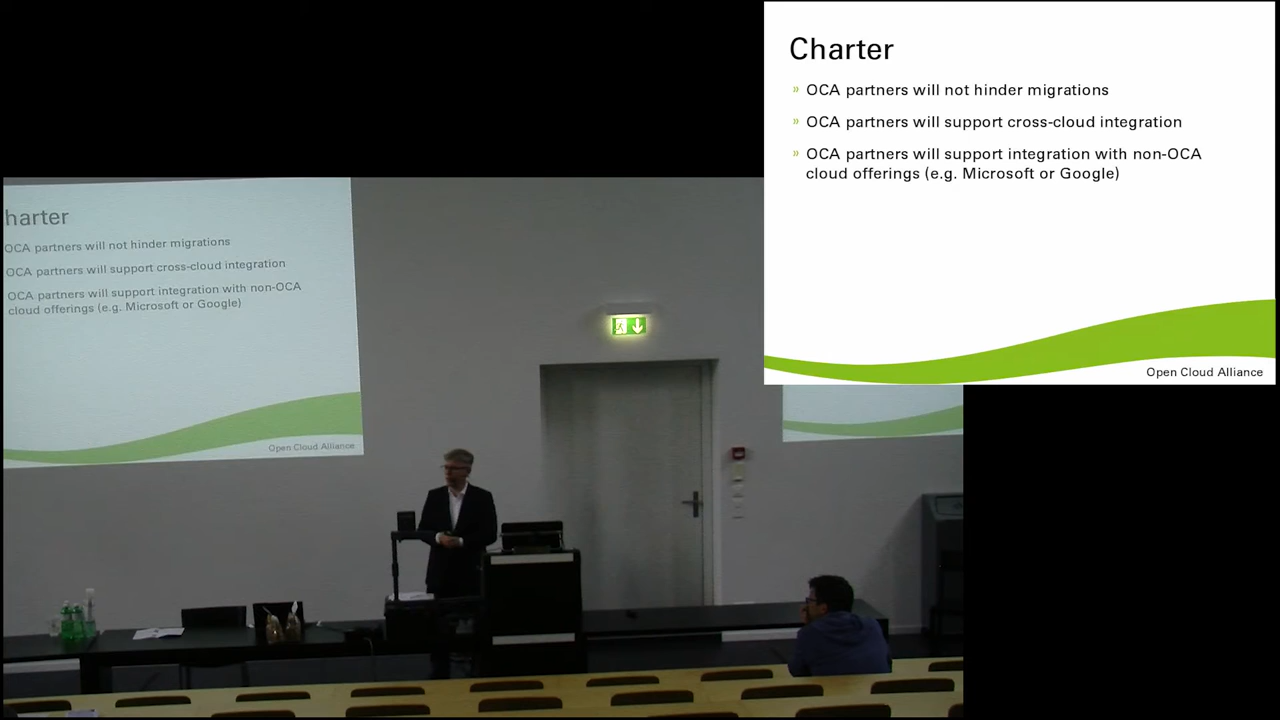 Charter
» OCA partners will not hinder migrations
» OCA partners will support cross-cloud integration
» OCA partners will support integration with non-OCA
cloud offerings (e.g. Microsoft or Google)
Open Cloud Alliance
harter
OCA partners will not hinder migrations
OCA partners will support cross-cloud integration
OCA partners will support integration with non-OCA
cloud offerings (e.g. Microsoft or Google)
Open Cloud Alliance